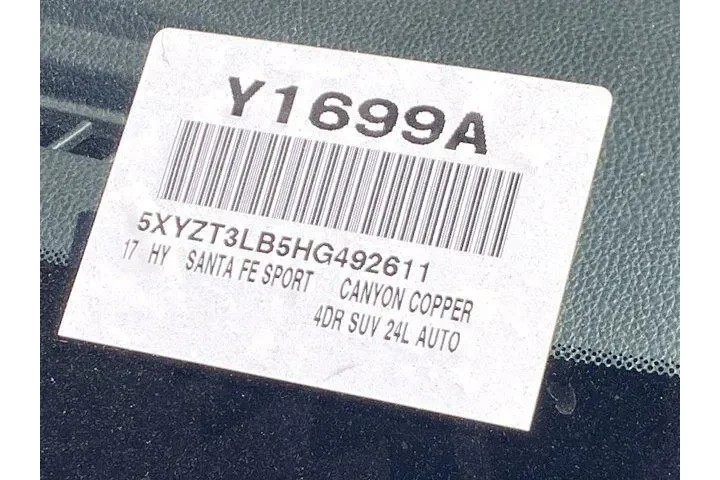 Y1699A
5XYZT3LB5HG492611
17 HY SANTA FE SPORT CANYON COPPER
4DR SUV 24L AUTO